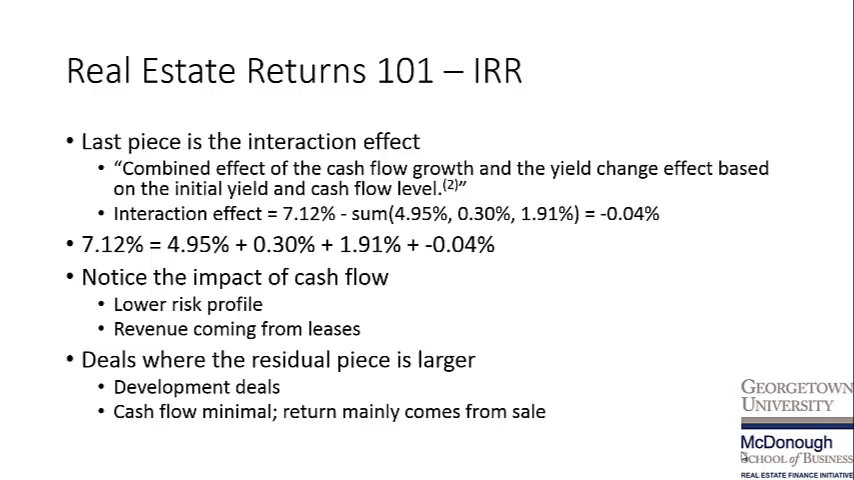 Real Estate Returns 101 – IRR
• Last piece is the interaction effect
• “Combined effect of the cash flow growth and the yield change effect based
on the initial yield and cash flow level.(2)”
• Interaction effect = 7.12% - sum(4.95%, 0.30%, 1.91%) = -0.04%
• 7.12% = 4.95% + 0.30% + 1.91% + -0.04%
• Notice the impact of cash flow
• Lower risk profile
• Revenue coming from leases
• Deals where the residual piece is larger
• Development deals
• Cash flow minimal; return mainly comes from sale
GEORGETOWN
UNIVERSITY
McDonough
SCHOOL of BUSINESS
REAL ESTATE FINANCE INITIATIVE